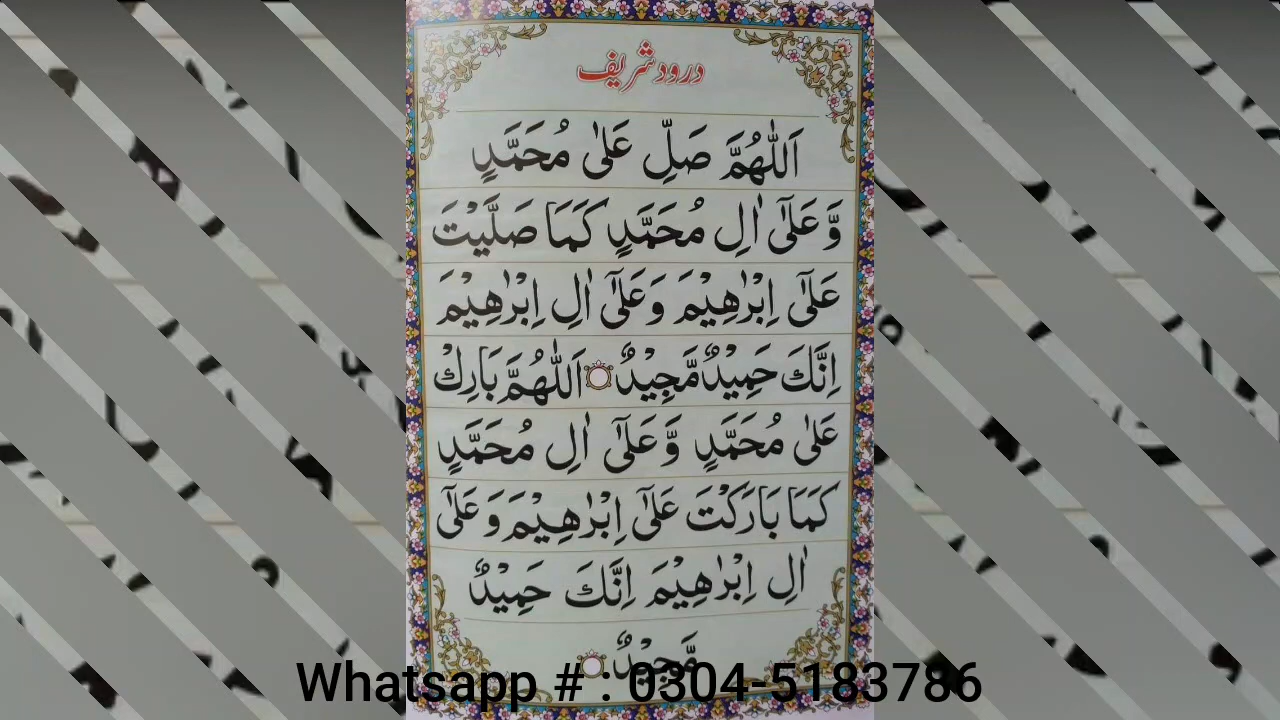 درود شریف
اَللّٰهُمَّ صَلِّ عَلٰى مُحَمَّدٍ
وَّعَلٰٓى اٰلِ مُحَمَّدٍ كَمَا صَلَّيْتَ
عَلٰٓى اِبْرٰهِيْمَ وَعَلٰٓى اٰلِ اِبْرٰهِيْمَ
اِنَّكَ حَمِيْدٌ مَّجِيْدٌ ۝ اَللّٰهُمَّ بَارِكْ
عَلٰى مُحَمَّدٍ وَّعَلٰٓى اٰلِ مُحَمَّدٍ
كَمَا بَارَكْتَ عَلٰٓى اِبْرٰهِيْمَ وَعَلٰٓى
اٰلِ اِبْرٰهِيْمَ اِنَّكَ حَمِيْدٌ
مَّجِيْدٌ ۝
Whatsapp # : 0304-5183786